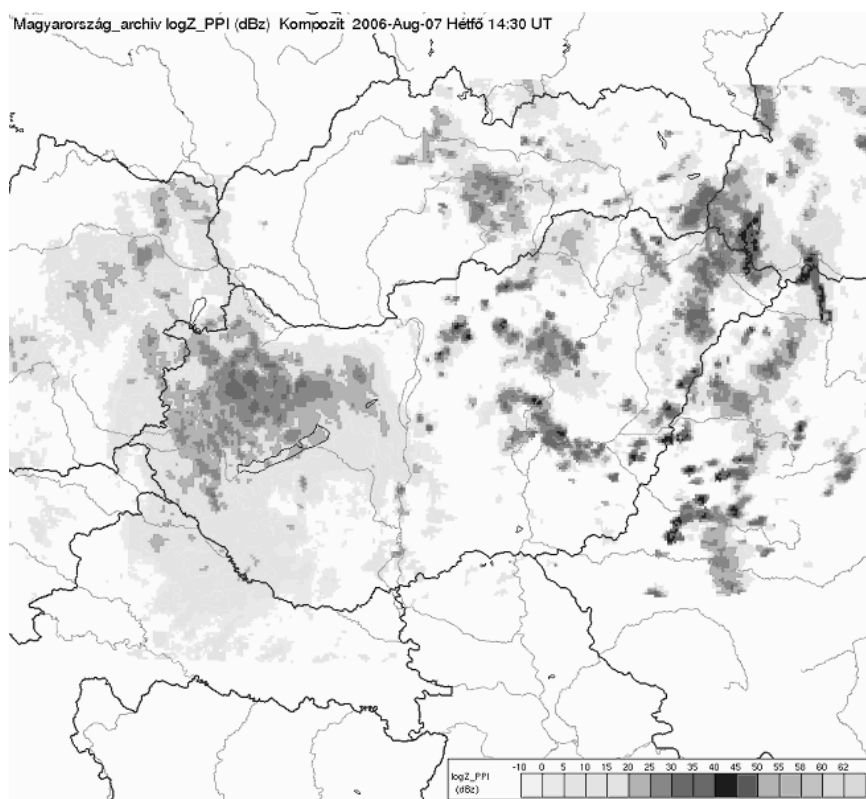 Magyarország_archiv logZ_PPI (dBz) Kompozit 2006-Aug-07 Hétfő 14:30 UT
-10 0 5 10 15 20 25 30 35 40 45 50 55 58 60 62
logZ_PPI
(dBz)